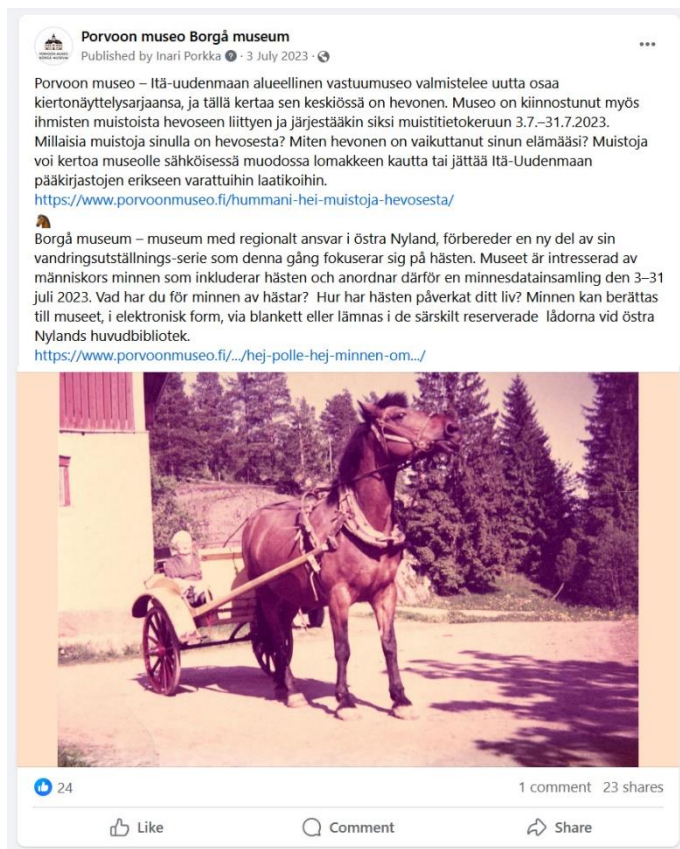 Porvoon museo Borgå museum
Published by Inari Porkka · 3 July 2023 ·
Porvoon museo – Itä-uudenmaan alueellinen vastuumuseo valmistelee uutta osaa
kiertonäyttelysarjaansa, ja tällä kertaa sen keskiössä on hevonen. Museo on kiinnostunut myös
ihmisten muistoista hevoseen liittyen ja järjestääkin siksi muistitietokeruun 3.7.–31.7.2023.
Millaisia muistoja sinulla on hevosesta? Miten hevonen on vaikuttanut sinun elämääsi? Muistoja
voi kertoa museolle sähköisessä muodossa lomakkeen kautta tai jättää Itä-Uudenmaan
pääkirjastojen erikseen varattuihin laatikoihin.
https://www.porvoonmuseo.fi/hummani-hei-muistoja-hevosesta/
Borgå museum – museum med regionalt ansvar i östra Nyland, förbereder en ny del av sin
vandringsutställnings-serie som denna gång fokuserar sig på hästen. Museet är intresserad av
människors minnen som inkluderar hästen och anordnar därför en minnesdatainsamling den 3–31
juli 2023. Vad har du för minnen av hästar? Hur har hästen påverkat ditt liv? Minnen kan berättas
till museet, i elektronisk form, via blankett eller lämnas i de särskilt reserverade lådorna vid östra
Nylands huvudbibliotek.
https://www.porvoonmuseo.fi/.../hej-polle-hej-minnen-om.../
24
1 comment 23 shares
Like Comment Share